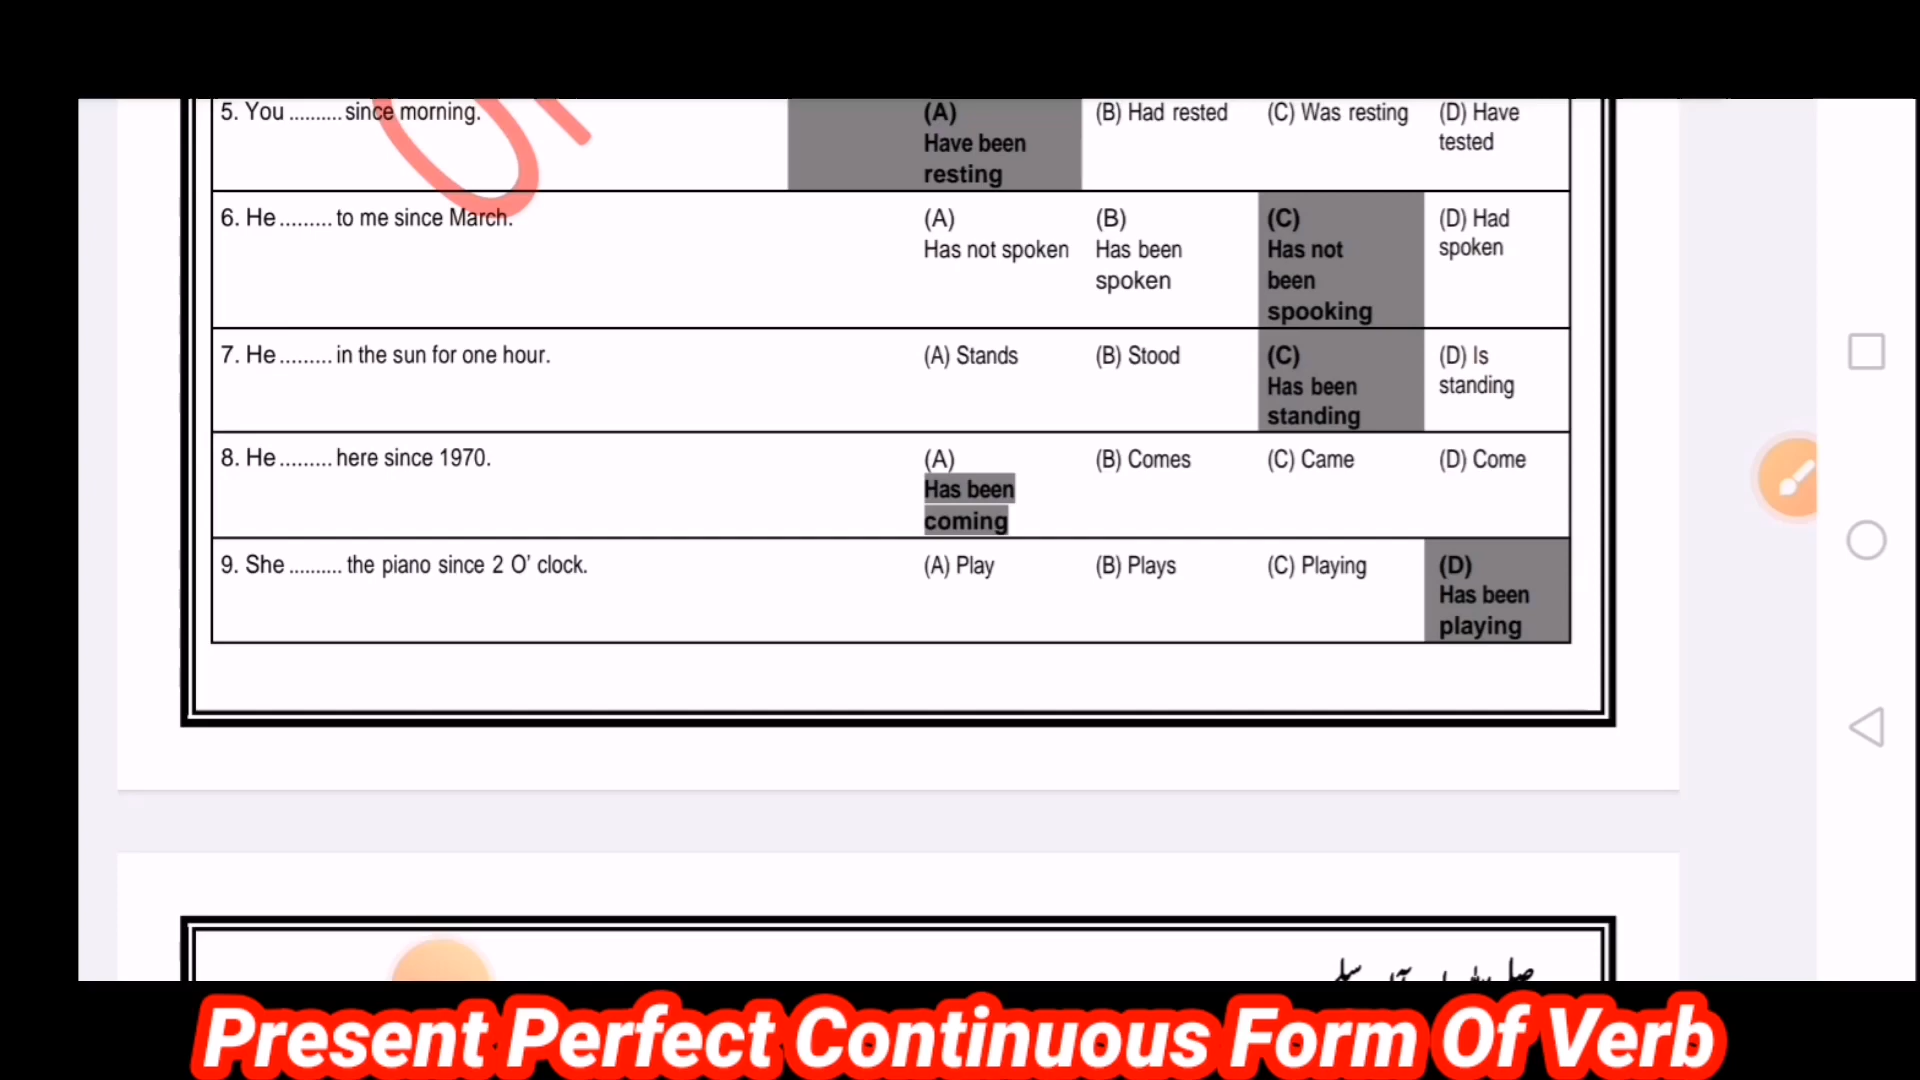 5. You .......... since morning. (A) (B) Had rested (C) Was resting (D) Have
Have been tested
resting
6. He ......... to me since March. (A) (B) (C) (D) Had
Has not spoken Has been Has not spoken
spoken been
spooking
7. He ......... in the sun for one hour. (A) Stands (B) Stood (C) (D) Is
Has been standing
standing
8. He ......... here since 1970. (A) (B) Comes (C) Came (D) Come
Has been
coming
9. She .......... the piano since 2 O' clock. (A) Play (B) Plays (C) Playing (D)
Has been
playing
Present Perfect Continuous Form Of Verb